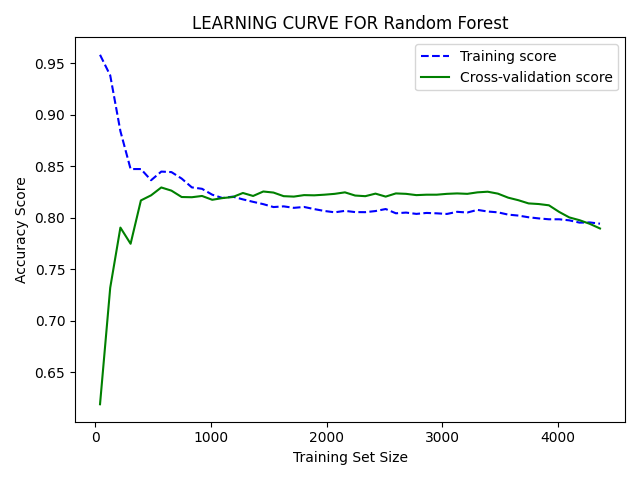 LEARNING CURVE FOR Random Forest
Training score
Cross-validation score
Accuracy Score
0.95
0.90
0.85
0.80
0.75
0.70
0.65
0 1000 2000 3000 4000
Training Set Size